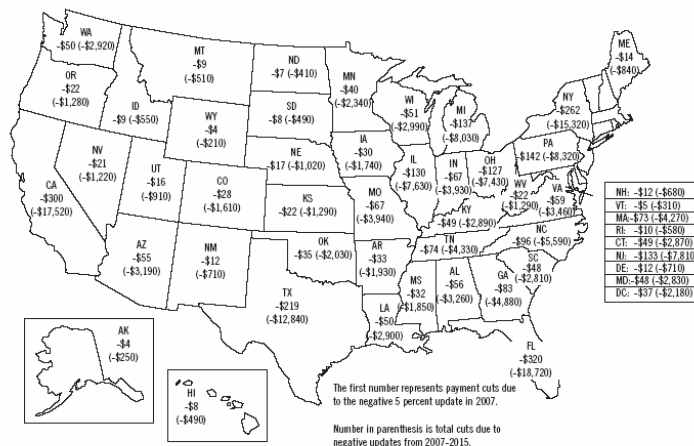 WA
-$50 (-$2,920)
OR
-$22
(-$1,280)
CA
-$300
(-$17,520)
NV
-$21
(-$1,220)
ID
-$9 (-$550)
MT
-$9
(-$510)
WY
-$4
(-$210)
UT
-$16
(-$910)
CO
-$28
(-$1,610)
AZ
-$55
(-$3,190)
NM
-$12
(-$710)
ND
-$7 (-$410)
SD
-$8 (-$490)
NE
-$17 (-$1,020)
KS
-$22 (-$1,290)
OK
-$35 (-$2,030)
TX
-$219
(-$12,840)
MN
-$40
(-$2,340)
IA
-$30
(-$1,740)
MO
-$67
(-$3,940)
AR
-$33
(-$1,930)
LA
-$50
(-$2,900)
WI
-$51
(-$2,990)
IL
-$130
(-$7,630)
MI
-$137
(-$8,030)
IN
-$67
(-$3,930)
OH
-$127
(-$7,430)
KY
-$49 (-$2,890)
TN
-$74 (-$4,330)
MS
-$32
(-$1,850)
AL
-$56
(-$3,260)
GA
-$83
(-$4,880)
FL
-$320
(-$18,720)
SC
-$48
(-$2,810)
NC
-$96 (-$5,590)
VA
-$59
(-$3,460)
WV
-$22
(-$1,290)
PA
-$142 (-$8,320)
NY
-$262
(-$15,320)
ME
-$14
(-$840)
NH: -$12 (-$680)
VT: -$5 (-$310)
MA:-$73 (-$4,270)
RI: -$10 (-$580)
CT: -$49 (-$2,870)
NJ: -$133 (-$7,810
DE: -$12 (-$710)
MD:-$48 (-$2,830)
DC: -$37 (-$2,180)
AK
-$4
(-$250)
HI
-$8
(-$490)
The first number represents payment cuts due
to the negative 5 percent update in 2007.
Number in parenthesis is total cuts due to
negative updates from 2007-2015.